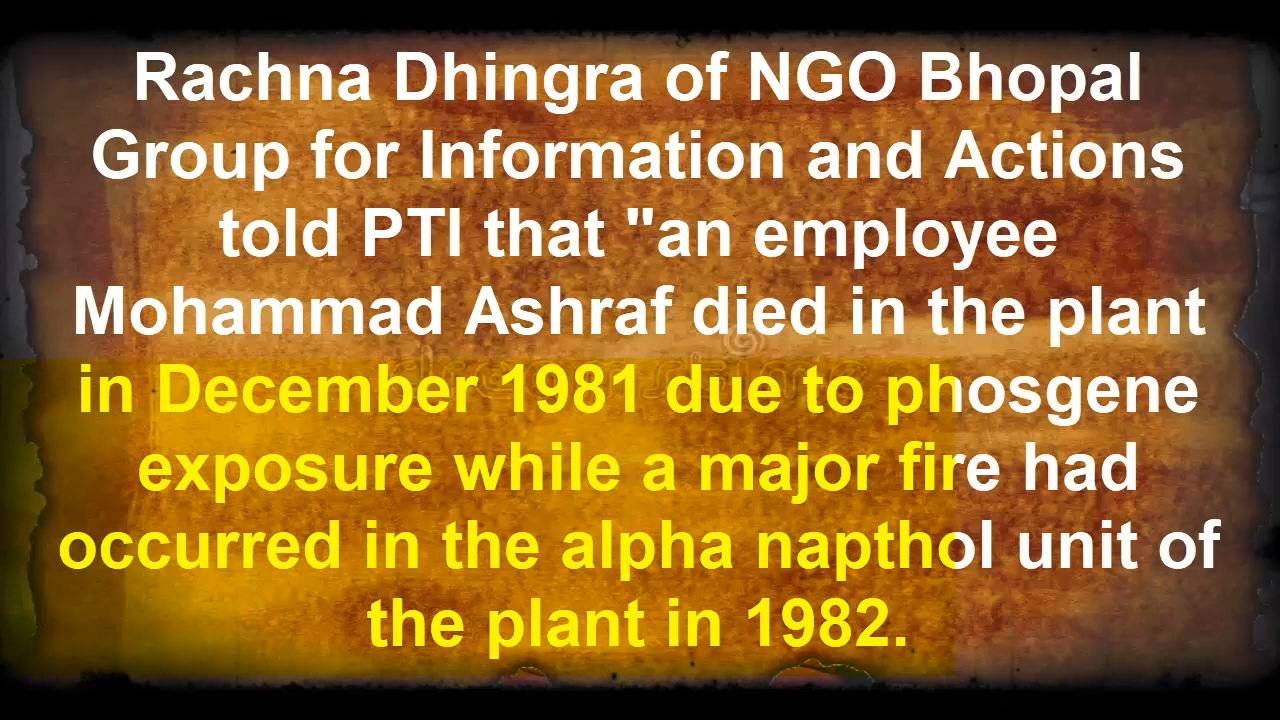 Rachna Dhingra of NGO Bhopal
Group for Information and Actions
told PTI that "an employee
Mohammad Ashraf died in the plant
in December 1981 due to phosgene
exposure while a major fire had
occurred in the alpha napthol unit of
the plant in 1982.